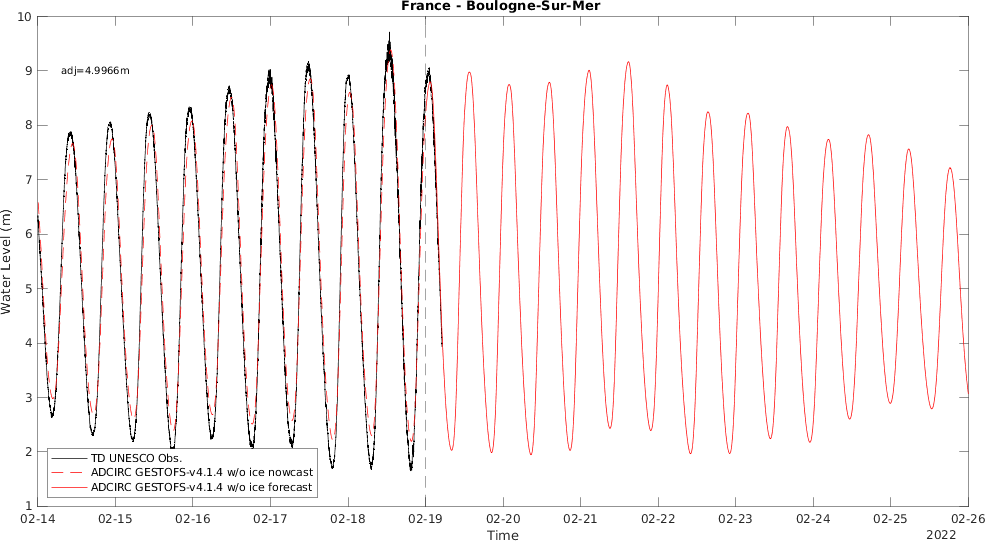 France - Boulogne-Sur-Mer
10
adj=4.9966m
9
8
7
6
5
4
3
2
1
Water Level (m)
TD UNESCO Obs.
ADCIRC GESTOFS-v4.1.4 w/o ice nowcast
ADCIRC GESTOFS-v4.1.4 w/o ice forecast
02-14 02-15 02-16 02-17 02-18 02-19 02-20 02-21 02-22 02-23 02-24 02-25 02-26
Time
2022